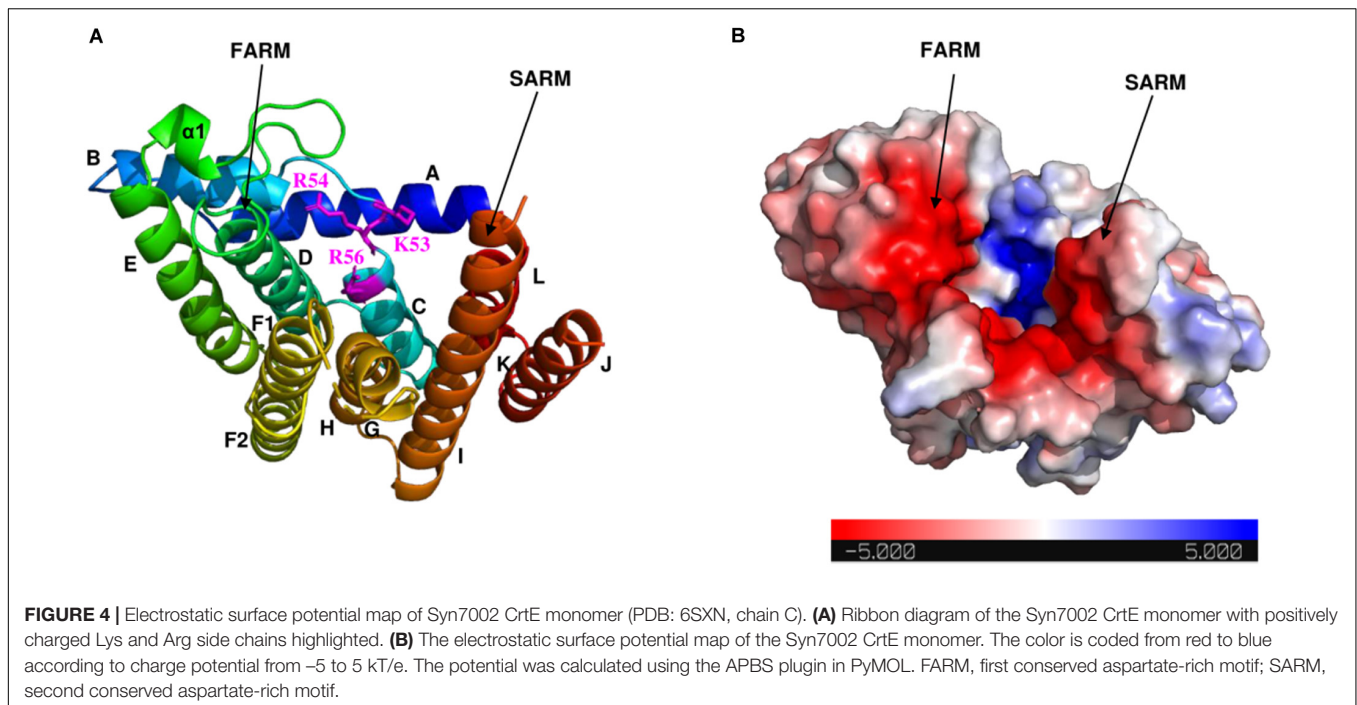 A
B
FARM
SARM
FARM
SARM
α1
B
A
R54
K53
R56
E
D
L
F1
C
K
J
H
G
F2
I
-5.000
5.000
FIGURE 4 | Electrostatic surface potential map of Syn7002 CrtE monomer (PDB: 6SXN, chain C). (A) Ribbon diagram of the Syn7002 CrtE monomer with positively
charged Lys and Arg side chains highlighted. (B) The electrostatic surface potential map of the Syn7002 CrtE monomer. The color is coded from red to blue
according to charge potential from –5 to 5 kT/e. The potential was calculated using the APBS plugin in PyMOL. FARM, first conserved aspartate-rich motif; SARM,
second conserved aspartate-rich motif.